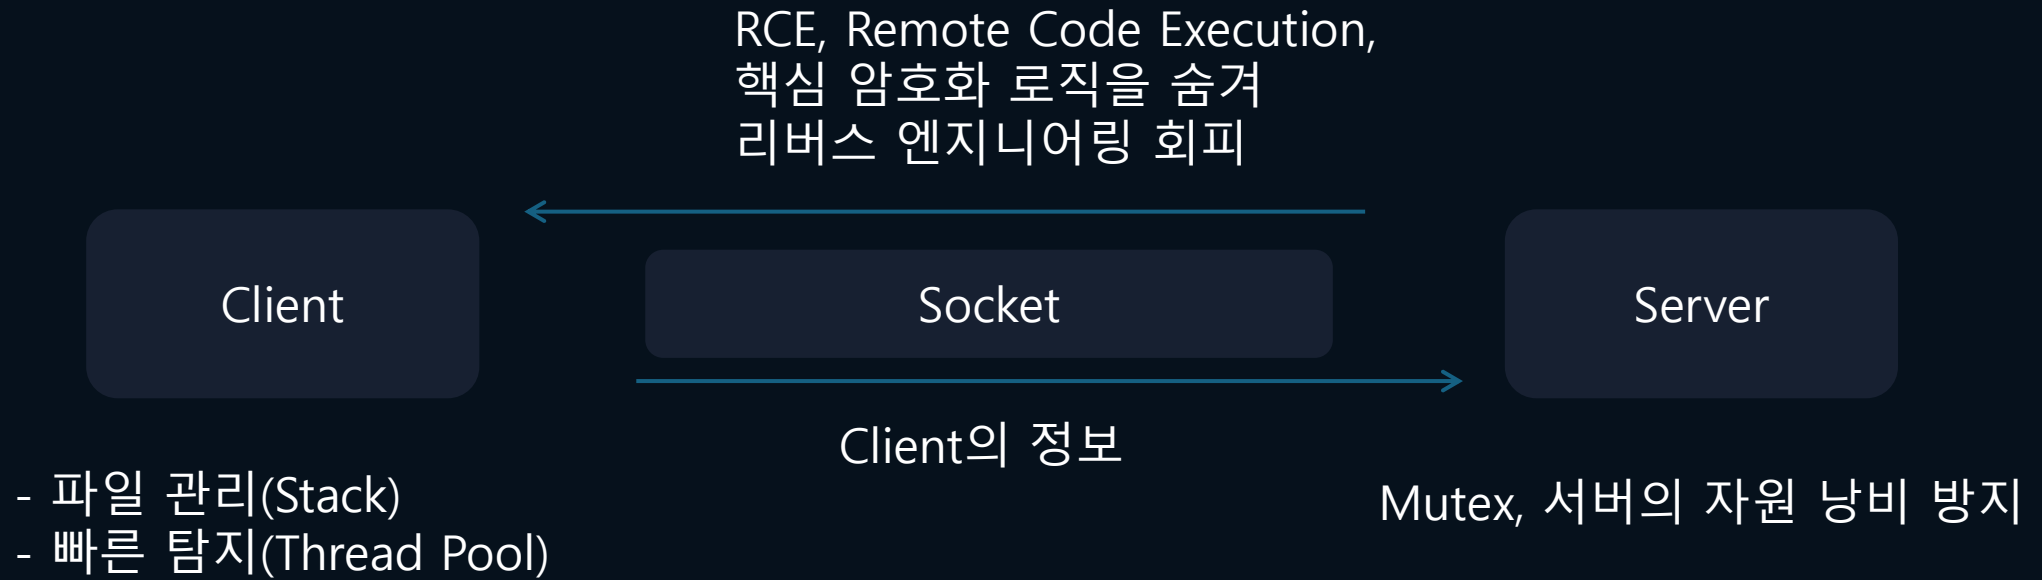 RCE, Remote Code Execution,
핵심 암호화 로직을 숨겨
리버스 엔지니어링 회피
Client
Socket
Server
Client의 정보
- 파일 관리(Stack)
- 빠른 탐지(Thread Pool)
Mutex, 서버의 자원 낭비 방지